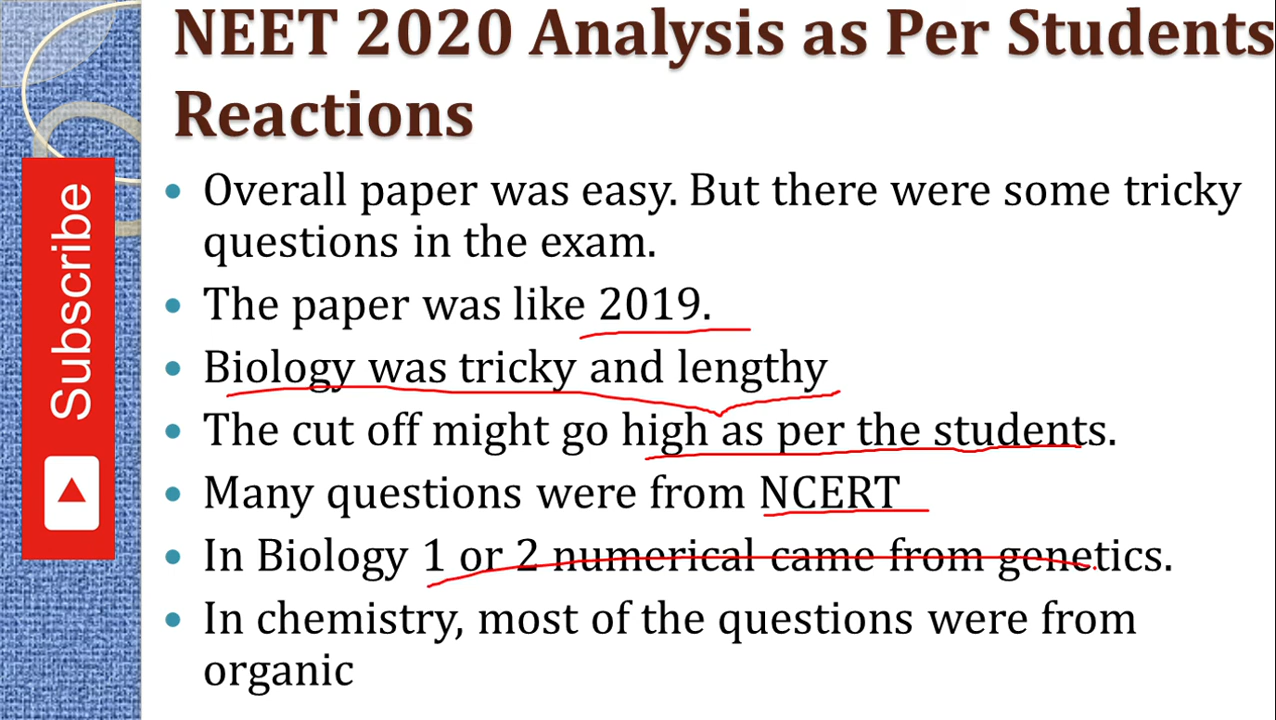 NEET 2020 Analysis as Per Students
Reactions
Subscribe
• Overall paper was easy. But there were some tricky
questions in the exam.
• The paper was like 2019.
• Biology was tricky and lengthy
• The cut off might go high as per the students.
• Many questions were from NCERT
• In Biology 1 or 2 numerical came from genetics.
• In chemistry, most of the questions were from
organic